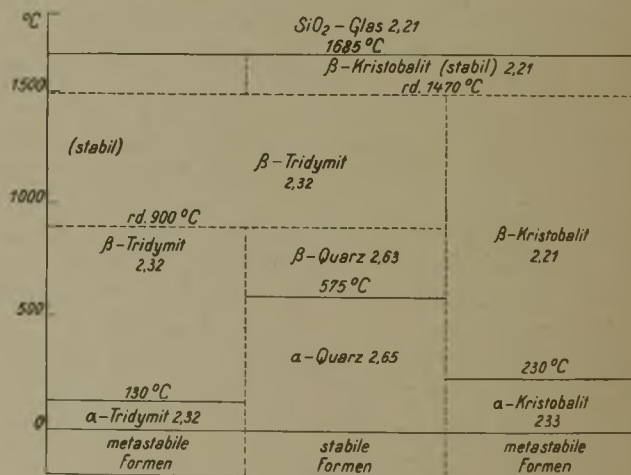 °C
SiO₂-Glas 2,21
1685 °C
β-Kristobalit (stabil) 2,21
rd. 1470 °C
1500
(stabil)
β-Tridymit
2,32
1000
rd. 900 °C
β-Tridymit
2,32
β-Quarz 2,63
β-Kristobalit
2,21
575 °C
500
α-Quarz 2,65
230 °C
130 °C
α-Tridymit 2,32
α-Kristobalit
233
0
metastabile
Formen
stabile
Formen
metastabile
Formen